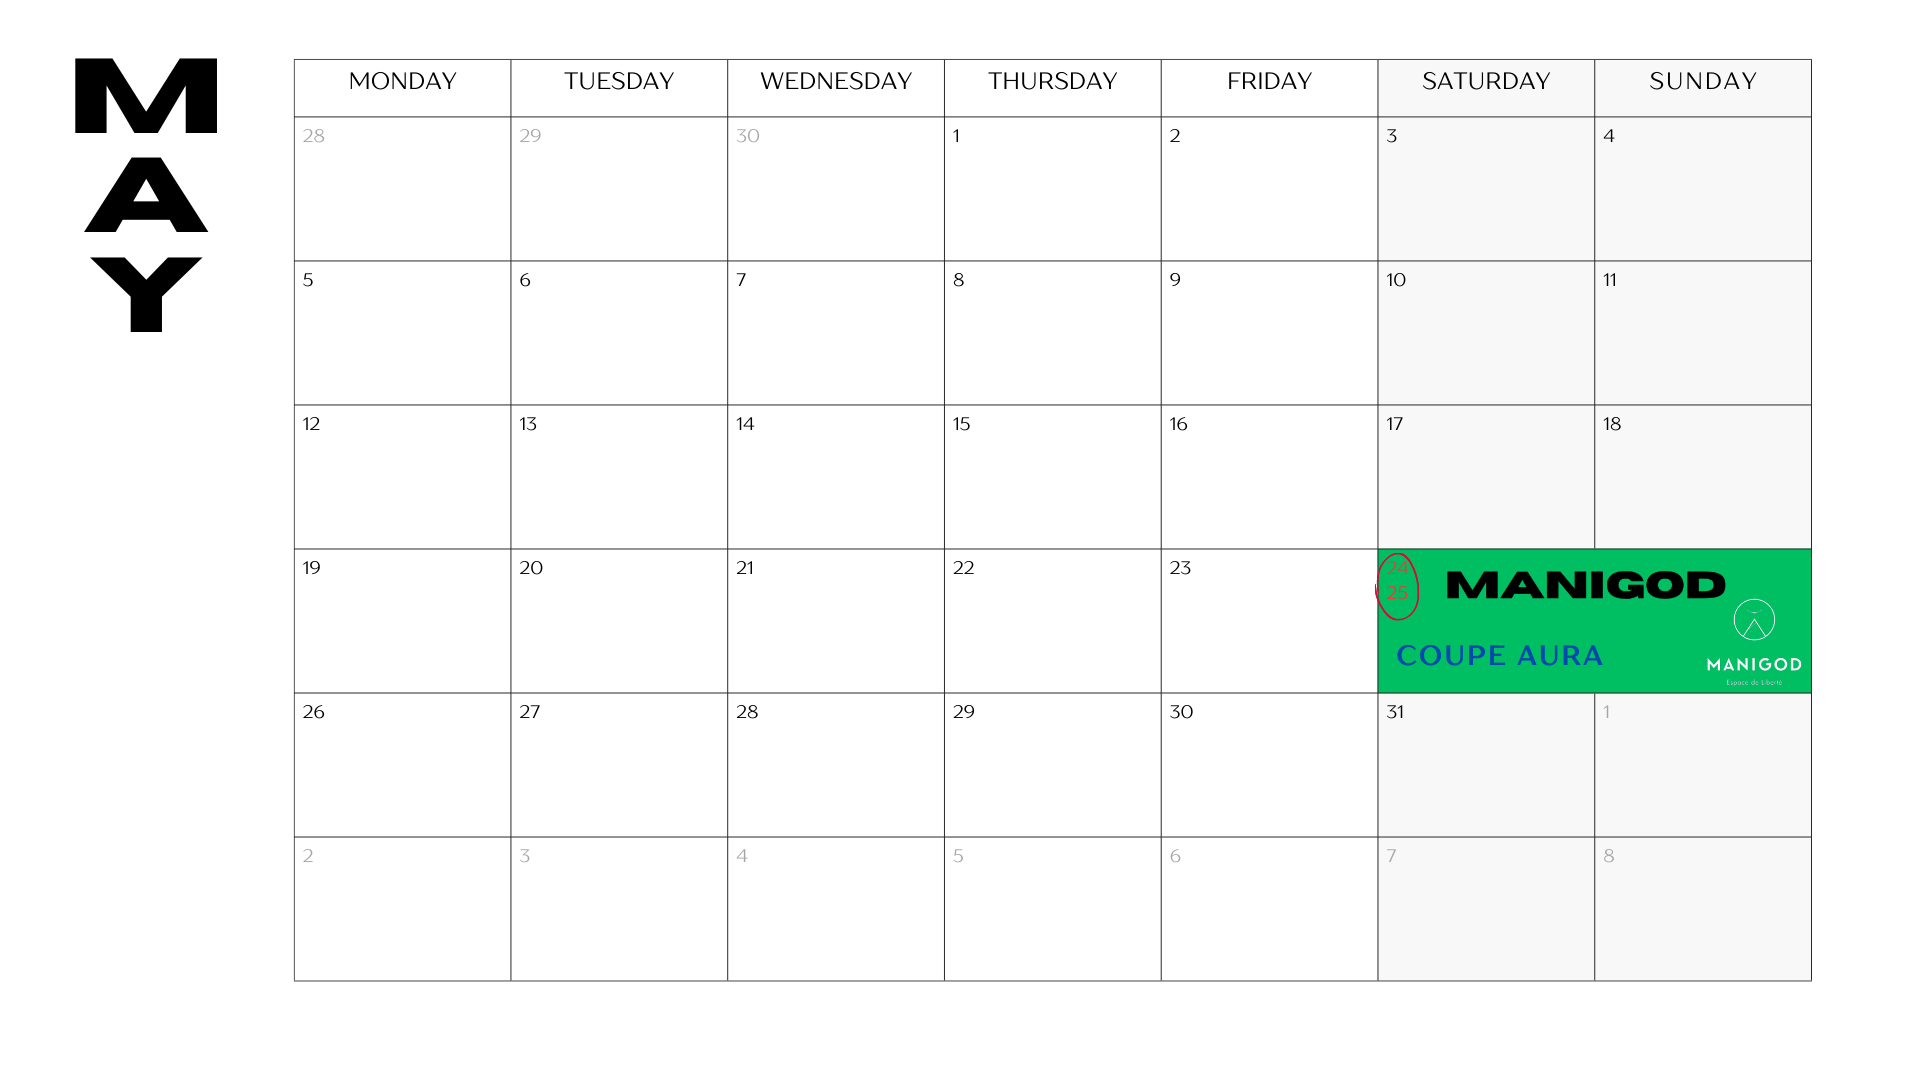 MAY
MONDAY TUESDAY WEDNESDAY THURSDAY FRIDAY SATURDAY SUNDAY
28 29 30 1 2 3 4
5 6 7 8 9 10 11
12 13 14 15 16 17 18
19 20 21 22 23 24
25
MANIGOD
COUPE AURA
MANIGOD
Espace de Liberté
26 27 28 29 30 31 1
2 3 4 5 6 7 8